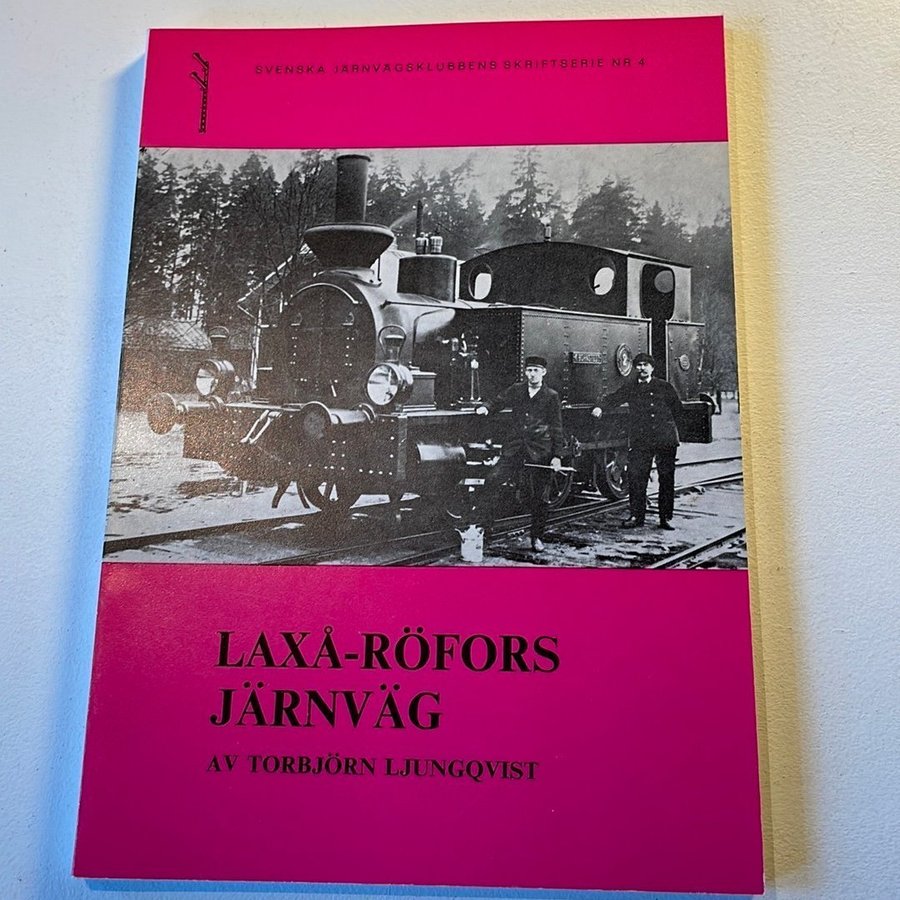 SVENSKA JÄRNVÄGSKLUBBENS SKRIFTSERIE NR 4
LAXÅ-RÖFORS
JÄRNVÄG
AV TORBJÖRN LJUNGQVIST